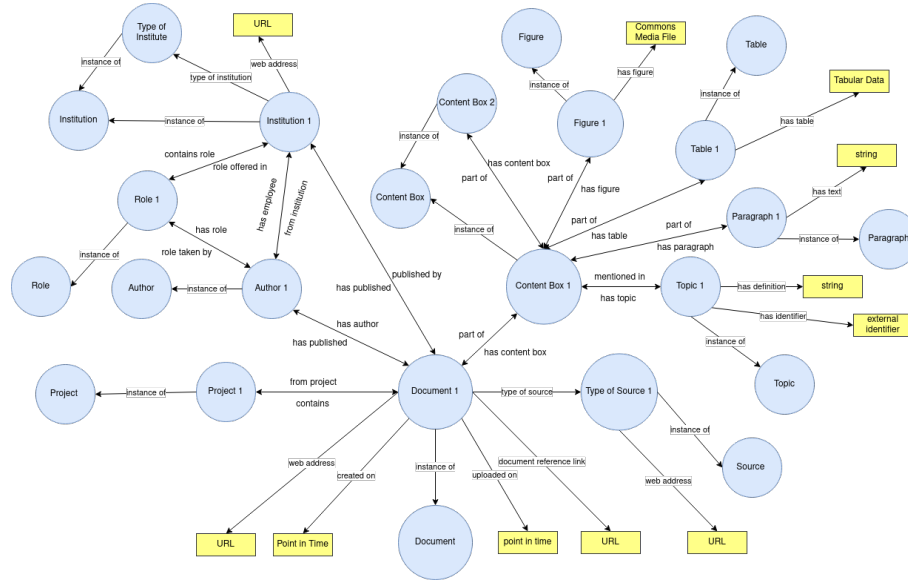 Type of
Institute
URL
Figure
Commons
Media File
Table
instance of
web address
type of institution
has figure
instance of
Tabular Data
Content Box 2
instance of
Institution
instance of
Institution 1
Figure 1
has table
instance of
Table 1
string
contains role
role offered in
has content box
part of
part of
has figure
has text
Content Box
Role 1
has employee
from institution
part of
has table
part of
has paragraph
Paragraph 1
instance of
Paragraph
has role
role taken by
instance of
instance of
published by
has published
Role
Author
instance of
Author 1
Content Box 1
mentioned in
has topic
Topic 1
has definition
string
has identifier
external
identifier
has author
has published
part of
has content box
instance of
Project
instance of
Project 1
from project
contains
Document 1
type of source
Type of Source 1
Topic
instance of
web address
created on
instance of
uploaded on
document reference link
web address
Source
URL
Point in Time
Document
point in time
URL
URL